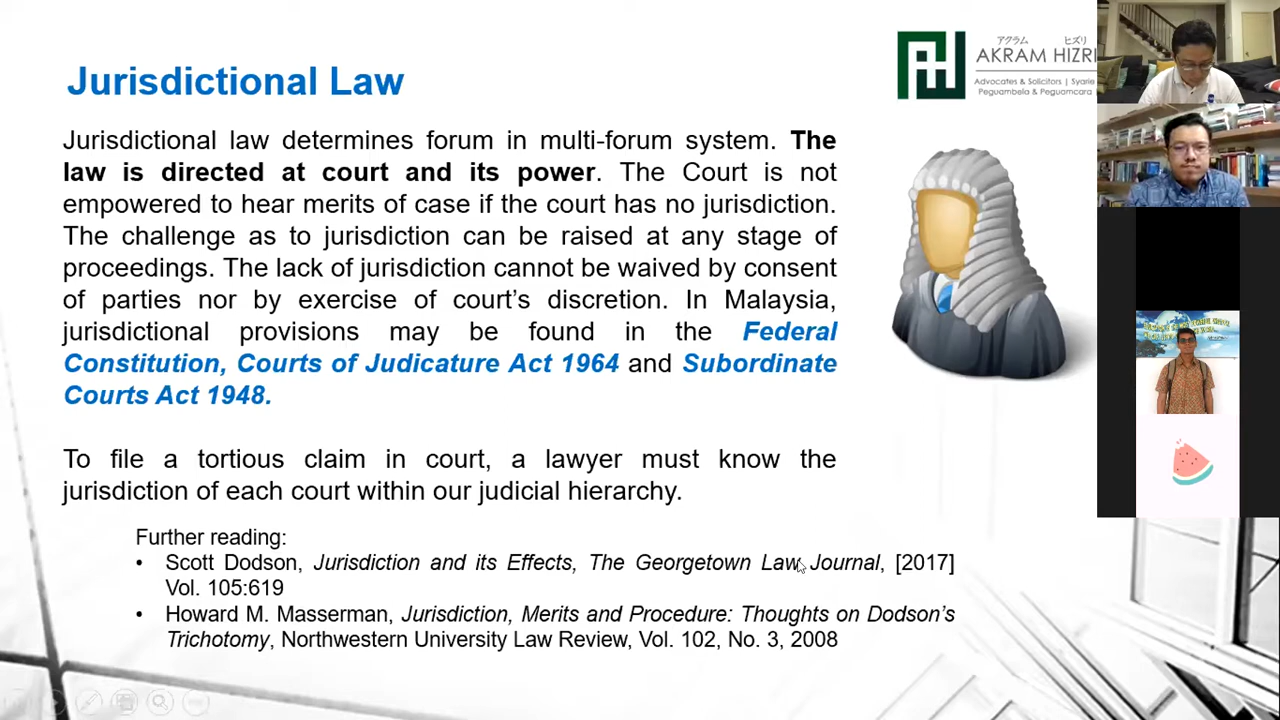 Jurisdictional Law
アクラム ヒズリ
AKRAM HIZRI
Advocates & Solicitors | Syarie
Peguambela & Peguamcara
Jurisdictional law determines forum in multi-forum system. The
law is directed at court and its power. The Court is not
empowered to hear merits of case if the court has no jurisdiction.
The challenge as to jurisdiction can be raised at any stage of
proceedings. The lack of jurisdiction cannot be waived by consent
of parties nor by exercise of court’s discretion. In Malaysia,
jurisdictional provisions may be found in the Federal
Constitution, Courts of Judicature Act 1964 and Subordinate
Courts Act 1948.
To file a tortious claim in court, a lawyer must know the
jurisdiction of each court within our judicial hierarchy.
Further reading:
• Scott Dodson, Jurisdiction and its Effects, The Georgetown Law Journal, [2017]
Vol. 105:619
• Howard M. Masserman, Jurisdiction, Merits and Procedure: Thoughts on Dodson’s
Trichotomy, Northwestern University Law Review, Vol. 102, No. 3, 2008